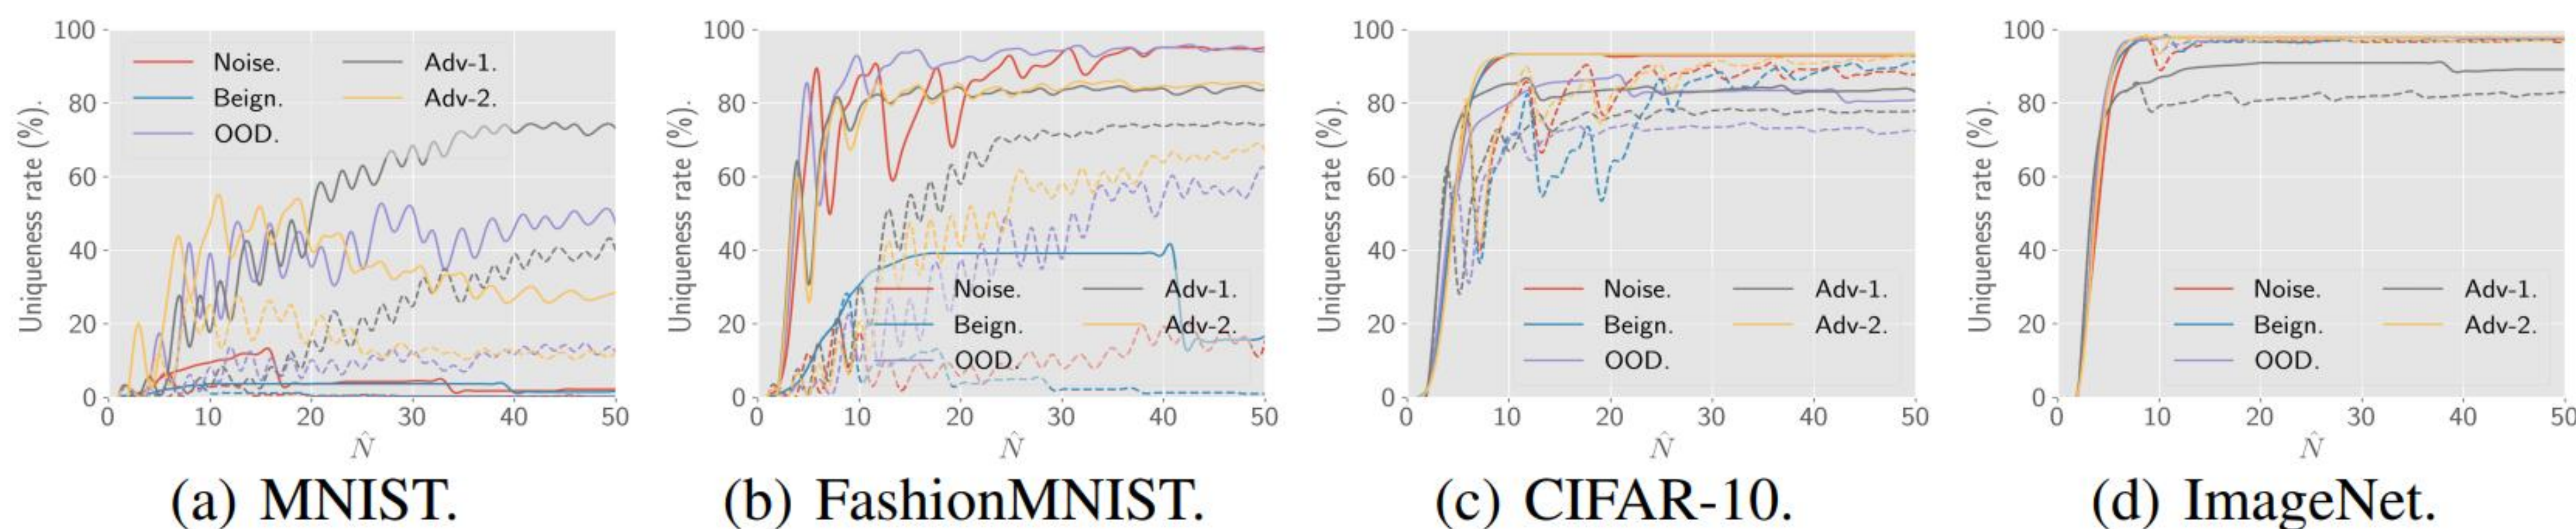 100
80
60
40
20
0
Uniqueness rate (%).
Noise. Adv-1.
Beign. Adv-2.
OOD.
0 10 20 30 40 50
N̂
(a) MNIST.
100
80
60
40
20
0
Uniqueness rate (%).
Noise. Adv-1.
Beign. Adv-2.
OOD.
0 10 20 30 40 50
N̂
(b) FashionMNIST.
100
80
60
40
20
0
Uniqueness rate (%).
Noise. Adv-1.
Beign. Adv-2.
OOD.
0 10 20 30 40 50
N̂
(c) CIFAR-10.
100
80
60
40
20
0
Uniqueness rate (%).
Noise. Adv-1.
Beign. Adv-2.
OOD.
0 10 20 30 40 50
N̂
(d) ImageNet.